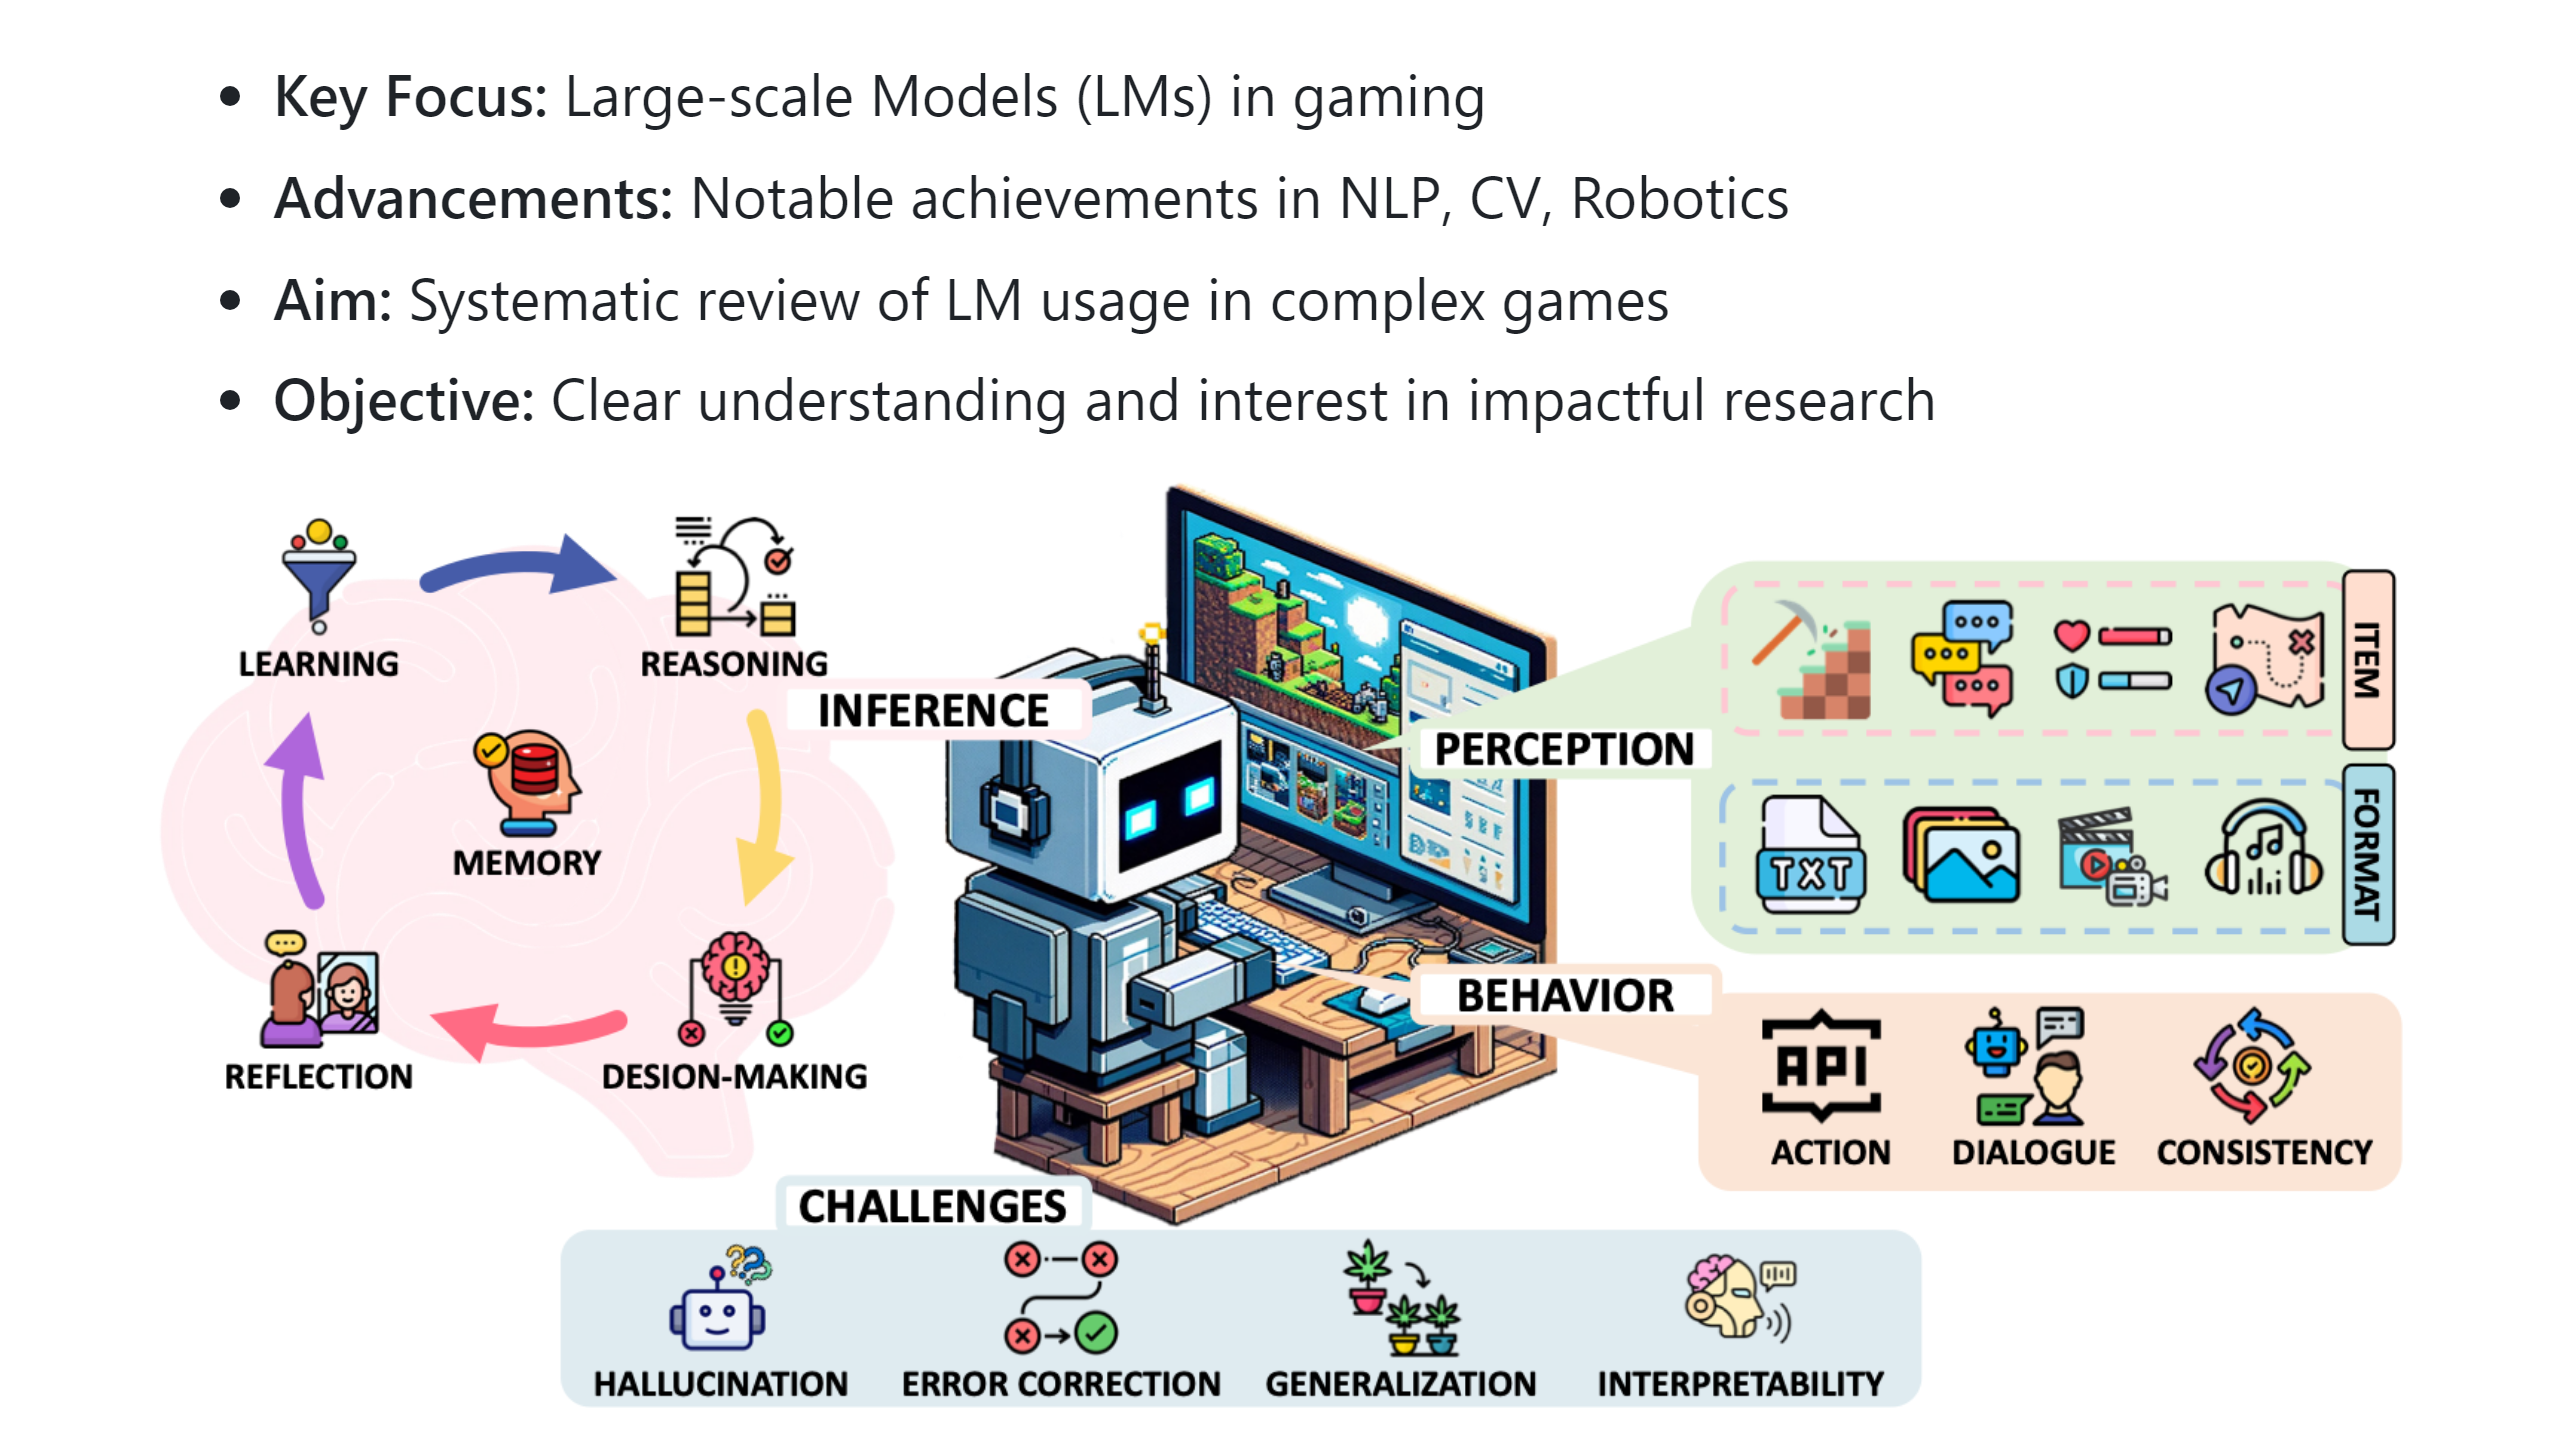 Key Focus: Large-scale Models (LMs) in gaming
Advancements: Notable achievements in NLP, CV, Robotics
Aim: Systematic review of LM usage in complex games
Objective: Clear understanding and interest in impactful research
LEARNING
REASONING
MEMORY
REFLECTION
DESION-MAKING
INFERENCE
PERCEPTION
ITEM
TXT
FORMAT
BEHAVIOR
API
ACTION
DIALOGUE
CONSISTENCY
CHALLENGES
HALLUCINATION
ERROR CORRECTION
GENERALIZATION
INTERPRETABILITY